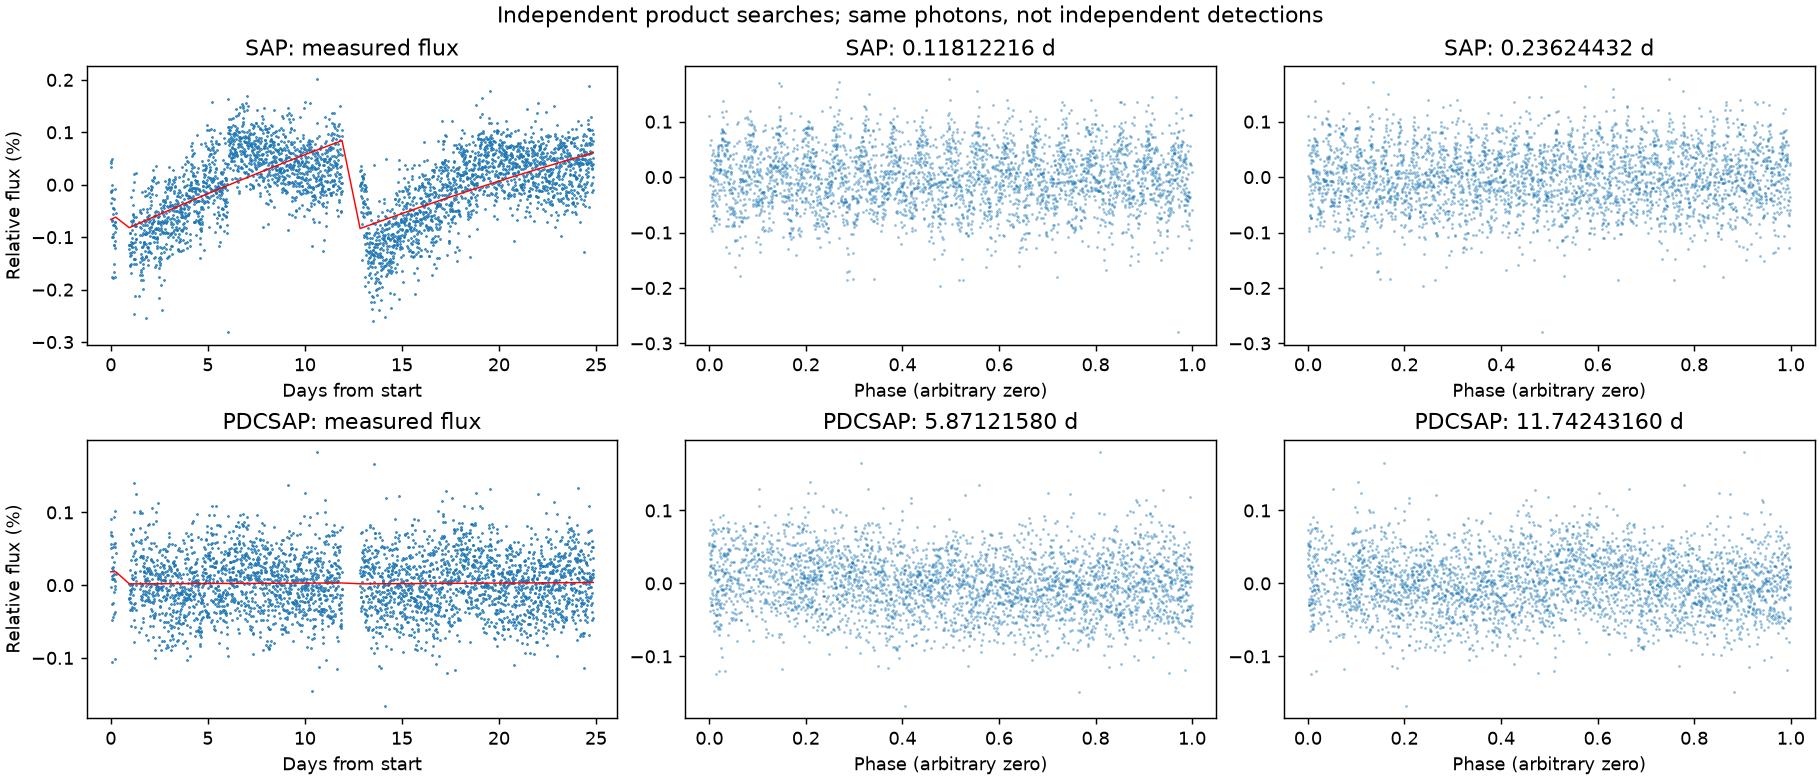 Independent product searches; same photons, not independent detections
SAP: measured flux
SAP: 0.11812216 d
SAP: 0.23624432 d
Relative flux (%)
0.2
0.1
0.0
−0.1
−0.2
−0.3
0 5 10 15 20 25
Days from start
0.1
0.0
−0.1
−0.2
−0.3
0.0 0.2 0.4 0.6 0.8 1.0
Phase (arbitrary zero)
0.1
0.0
−0.1
−0.2
−0.3
0.0 0.2 0.4 0.6 0.8 1.0
Phase (arbitrary zero)
PDCSAP: measured flux
PDCSAP: 5.87121580 d
PDCSAP: 11.74243160 d
Relative flux (%)
0.1
0.0
−0.1
0 5 10 15 20 25
Days from start
0.1
0.0
−0.1
0.0 0.2 0.4 0.6 0.8 1.0
Phase (arbitrary zero)
0.1
0.0
−0.1
0.0 0.2 0.4 0.6 0.8 1.0
Phase (arbitrary zero)